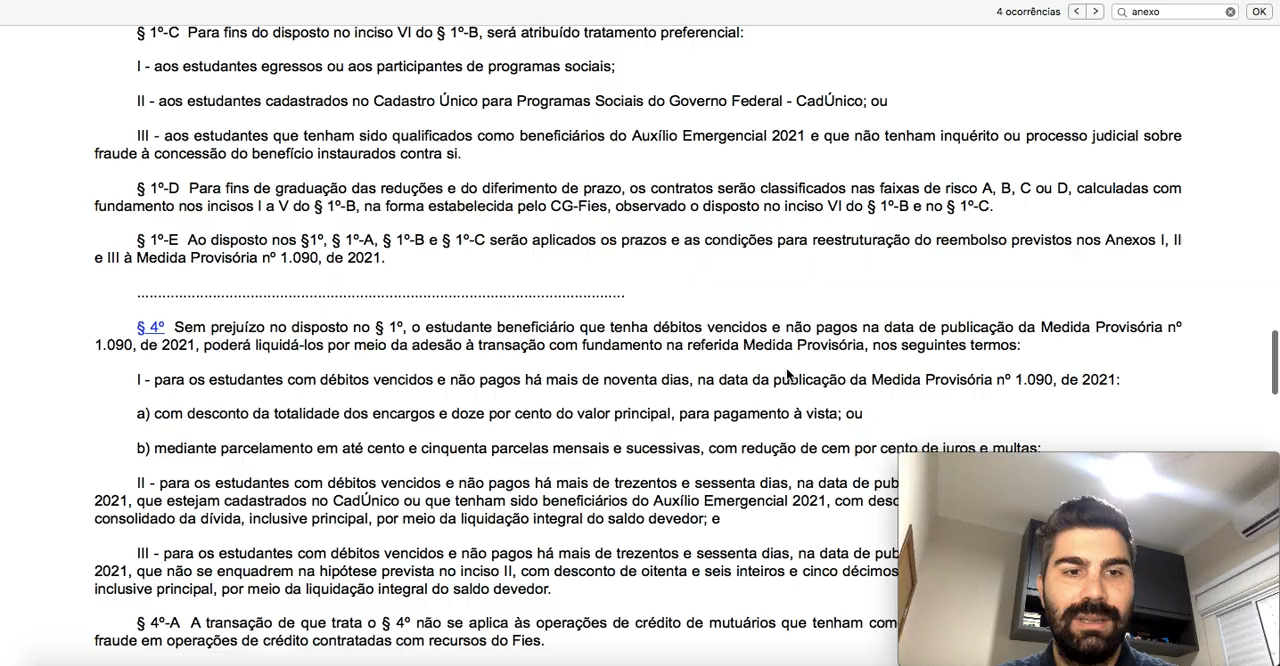 4 ocorrências < > anexo OK
§ 1º-C Para fins do disposto no inciso VI do § 1º-B, será atribuído tratamento preferencial:
I - aos estudantes egressos ou aos participantes de programas sociais;
II - aos estudantes cadastrados no Cadastro Único para Programas Sociais do Governo Federal - CadÚnico; ou
III - aos estudantes que tenham sido qualificados como beneficiários do Auxílio Emergencial 2021 e que não tenham inquérito ou processo judicial sobre
fraude à concessão do benefício instaurados contra si.
§ 1º-D Para fins de graduação das reduções e do diferimento de prazo, os contratos serão classificados nas faixas de risco A, B, C ou D, calculadas com
fundamento nos incisos I a V do § 1º-B, na forma estabelecida pelo CG-Fies, observado o disposto no inciso VI do § 1º-B e no § 1º-C.
§ 1º-E Ao disposto nos §1º, § 1º-A, § 1º-B e § 1º-C serão aplicados os prazos e as condições para reestruturação do reembolso previstos nos Anexos I, II
e III à Medida Provisória nº 1.090, de 2021.
.....................................................................................................................
§ 4º Sem prejuízo no disposto no § 1º, o estudante beneficiário que tenha débitos vencidos e não pagos na data de publicação da Medida Provisória nº
1.090, de 2021, poderá liquidá-los por meio da adesão à transação com fundamento na referida Medida Provisória, nos seguintes termos:
I - para os estudantes com débitos vencidos e não pagos há mais de noventa dias, na data da publicação da Medida Provisória nº 1.090, de 2021:
a) com desconto da totalidade dos encargos e doze por cento do valor principal, para pagamento à vista; ou
b) mediante parcelamento em até cento e cinquenta parcelas mensais e sucessivas, com redução de cem por cento de juros e multas;
II - para os estudantes com débitos vencidos e não pagos há mais de trezentos e sessenta dias, na data de pub
2021, que estejam cadastrados no CadÚnico ou que tenham sido beneficiários do Auxílio Emergencial 2021, com desc
consolidado da dívida, inclusive principal, por meio da liquidação integral do saldo devedor; e
III - para os estudantes com débitos vencidos e não pagos há mais de trezentos e sessenta dias, na data de pub
2021, que não se enquadrem na hipótese prevista no inciso II, com desconto de oitenta e seis inteiros e cinco décimos
inclusive principal, por meio da liquidação integral do saldo devedor.
§ 4º-A A transação de que trata o § 4º não se aplica às operações de crédito de mutuários que tenham com
fraude em operações de crédito contratadas com recursos do Fies.